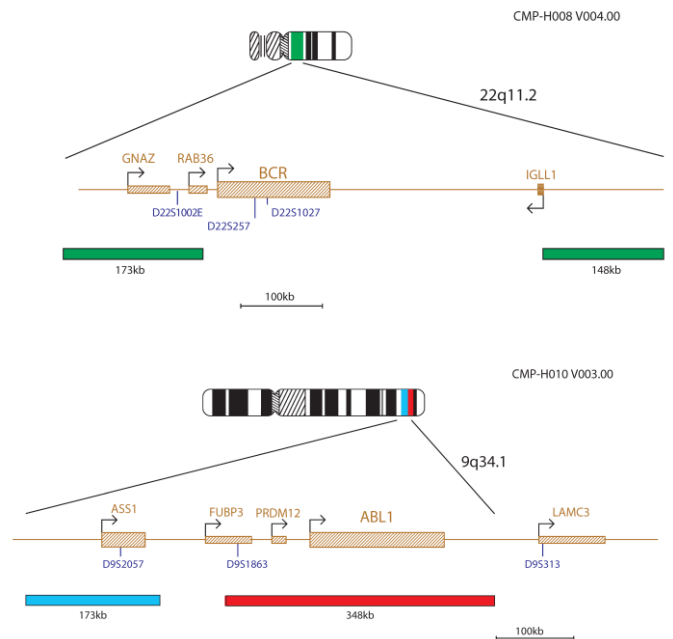 CMP-H008 V004.00
22q11.2
GNAZ
RAB36
BCR
IGLL1
D22S1002E
D22S1027
D22S257
173kb
148kb
100kb
CMP-H010 V003.00
9q34.1
ASS1
FUBP3
PRDM12
ABL1
LAMC3
D9S2057
D9S1863
D9S313
173kb
348kb
100kb